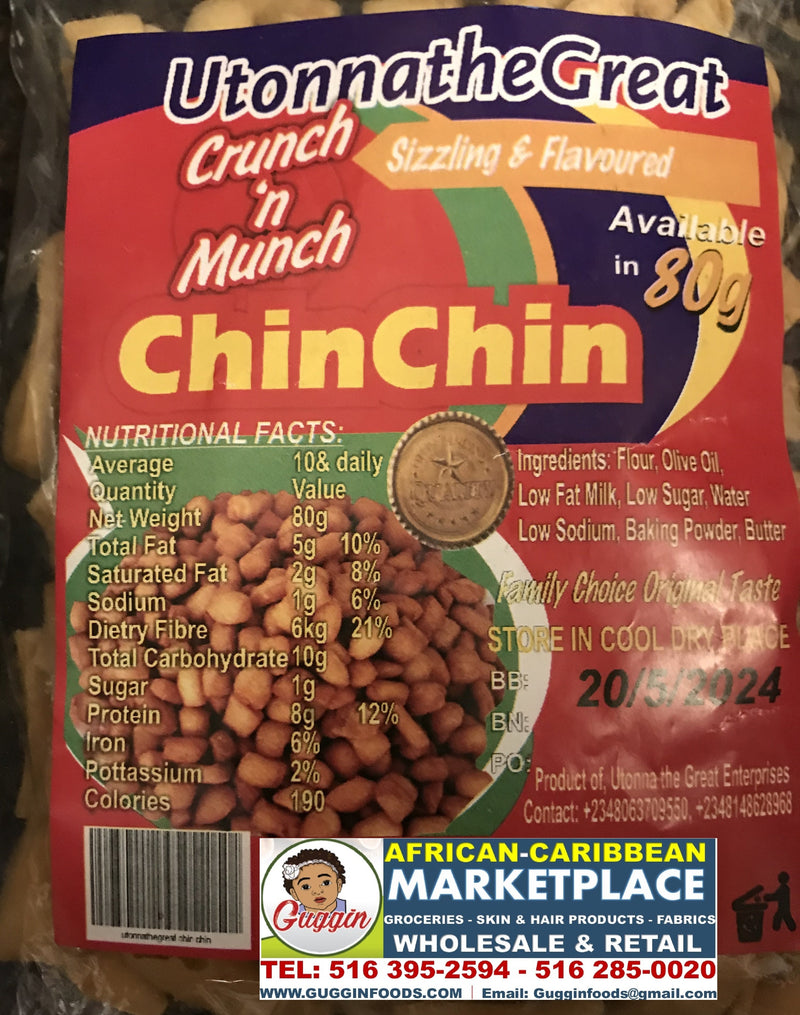 UtonnatheGreat
Crunch
'n
Munch
Sizzling & Flavoured
Available
in 80g
ChinChin
NUTRITIONAL FACTS:
Average 10& daily
Quantity Value
Net Weight 80g
Total Fat 5g 10%
Saturated Fat 2g 8%
Sodium 1g 6%
Dietry Fibre 6kg 21%
Total Carbohydrate 10g
Sugar 1g
Protein 8g 12%
Iron 6%
Pottassium 2%
Colories 190
QUALITY
Ingredients: Flour, Olive Oil,
Low Fat Milk, Low Sugar, Water
Low Sodium, Baking Powder, Butter
Family Choice Original Taste
STORE IN COOL DRY PLACE
BB: 20/5/2024
BN:
PO:
Product of, Utonna the Great Enterprises
Contact: +2348063709550, +2348148628968
utonnathegreat chin chin
Guggin
AFRICAN-CARIBBEAN
MARKETPLACE
GROCERIES - SKIN & HAIR PRODUCTS - FABRICS
WHOLESALE & RETAIL
TEL: 516 395-2594 - 516 285-0020
WWW.GUGGINFOODS.COM | Email: Gugginfoods@gmail.com